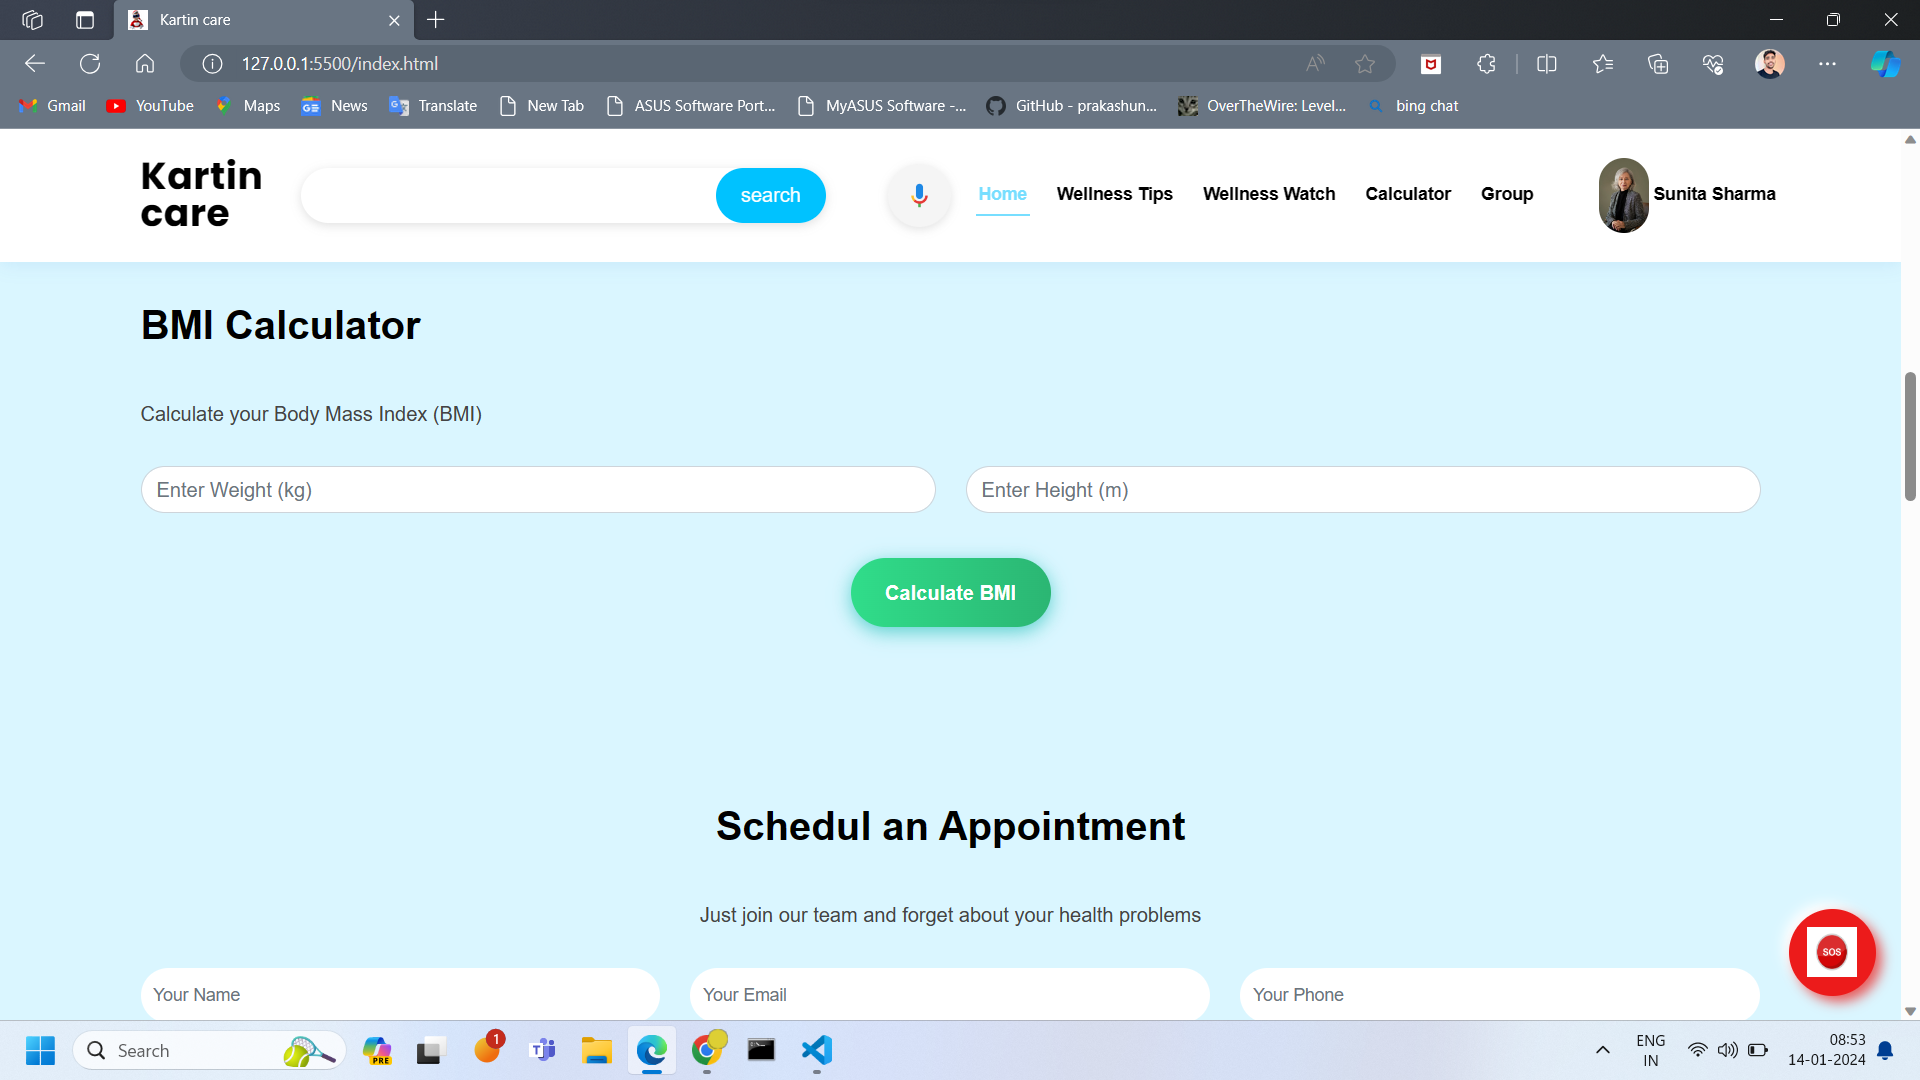 Kartin care
127.0.0.1:5500/index.html
Gmail YouTube Maps News Translate New Tab ASUS Software Port... MyASUS Software -... GitHub - prakashun... OverTheWire: Level... bing chat
Kartin
care
search
Home Wellness Tips Wellness Watch Calculator Group Sunita Sharma
BMI Calculator
Calculate your Body Mass Index (BMI)
Enter Weight (kg) Enter Height (m)
Calculate BMI
Schedul an Appointment
Just join our team and forget about your health problems
SOS
Your Name Your Email Your Phone
Search
PRE
1
ENG
IN
08:53
14-01-2024